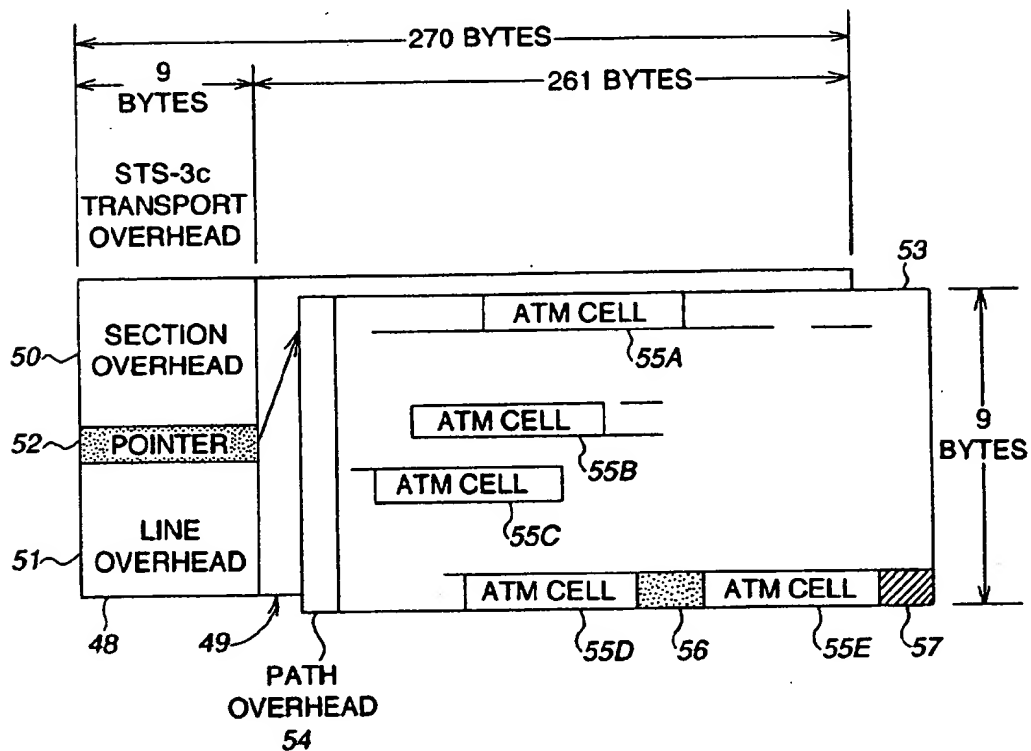 270 BYTES
9
BYTES
261 BYTES
STS-3c
TRANSPORT
OVERHEAD
53
SECTION
OVERHEAD
50
ATM CELL
55A
52
POINTER
ATM CELL
55B
9
BYTES
ATM CELL
55C
51
LINE
OVERHEAD
ATM CELL
ATM CELL
48
49
55D
56
55E
57
PATH
OVERHEAD
54